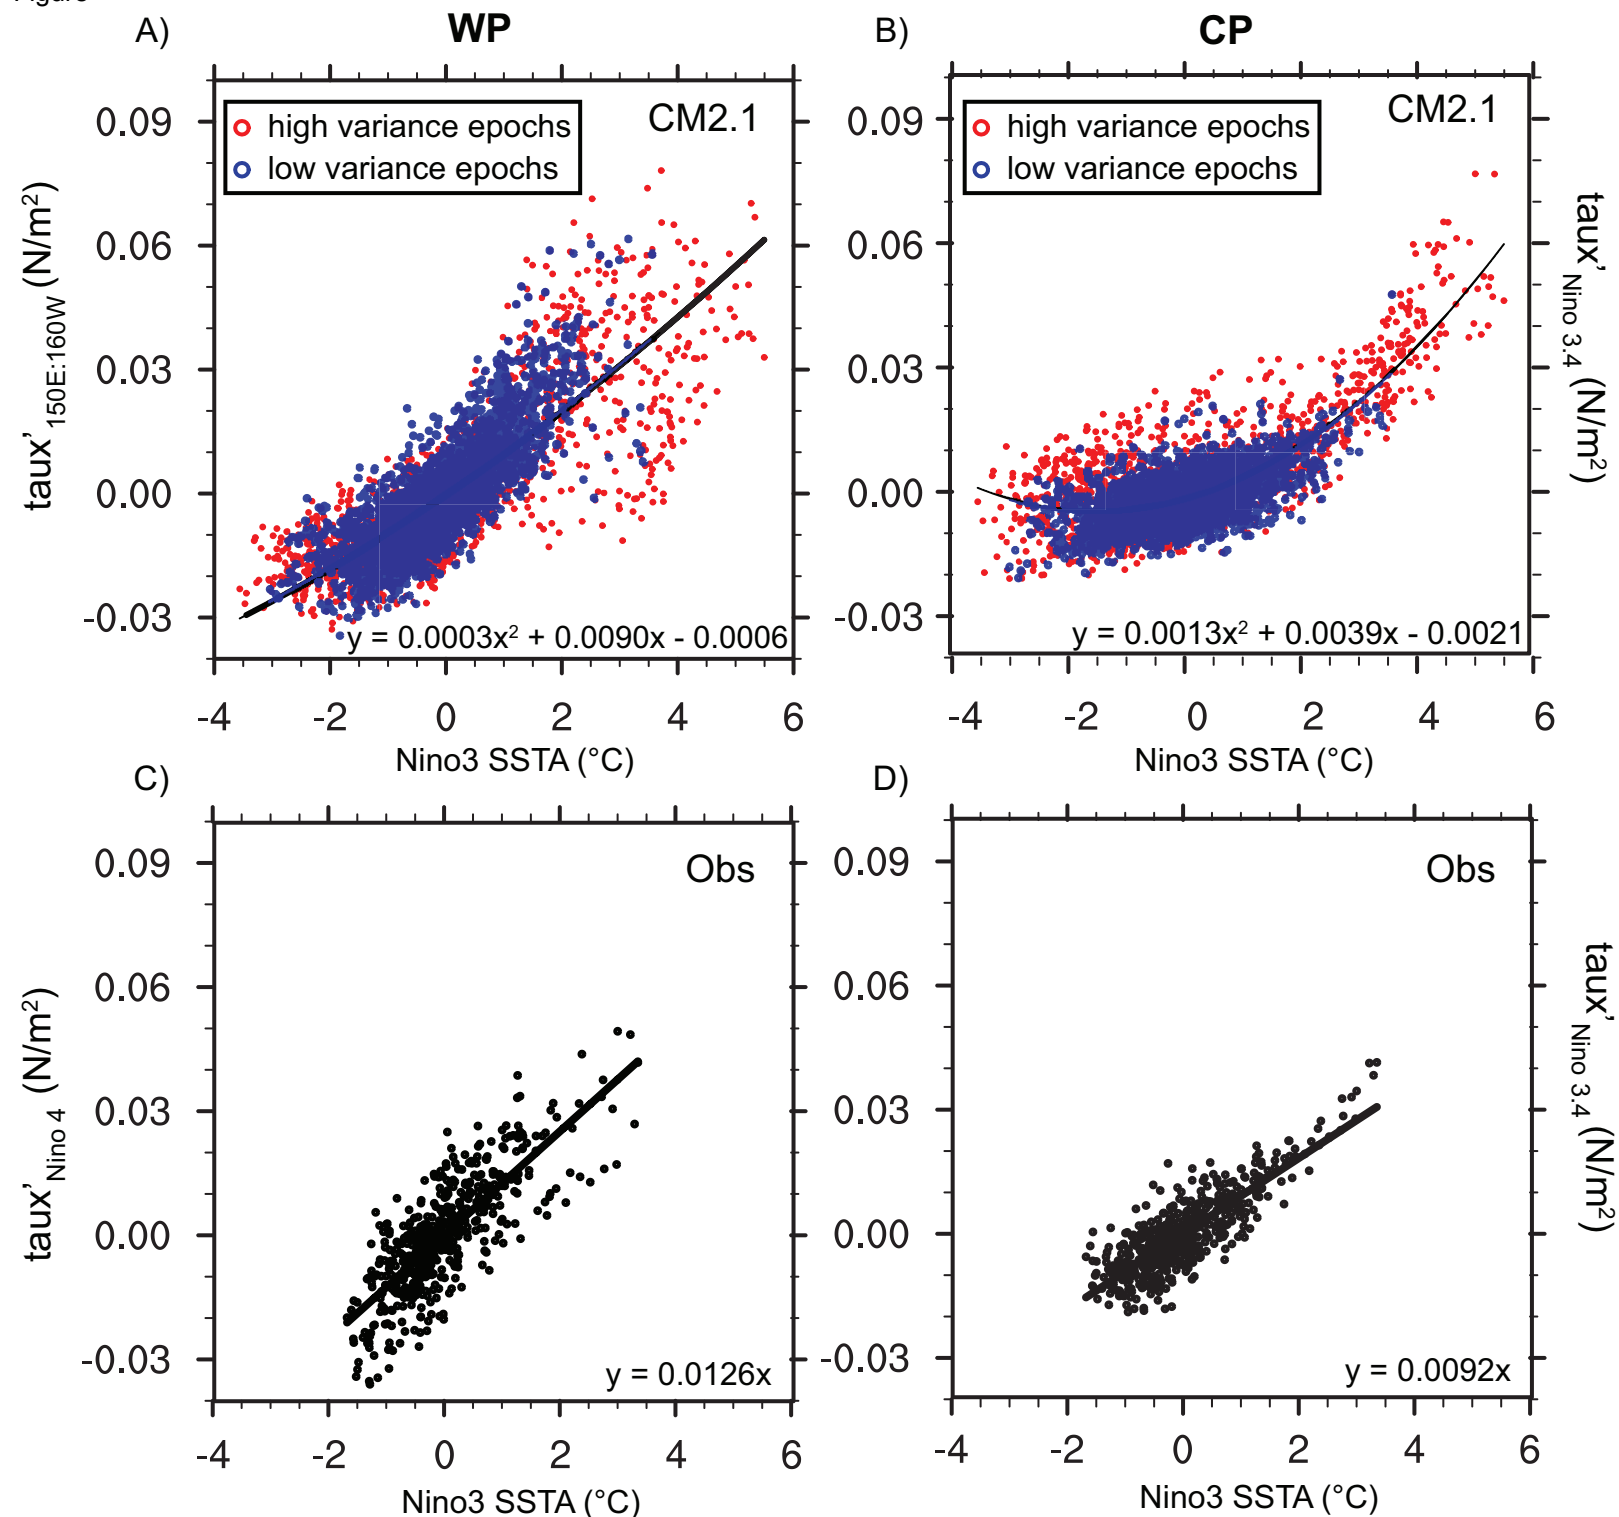 Figure
A)
WP
B)
CP
CM2.1
high variance epochs
low variance epochs
0.09
0.06
0.03
0.00
-0.03
taux’ 150E:160W (N/m2)
y = 0.0003x2 + 0.0090x - 0.0006
-4 -2 0 2 4 6
Nino3 SSTA (°C)
CM2.1
high variance epochs
low variance epochs
0.09
0.06
0.03
0.00
-0.03
taux’ Nino 3.4 (N/m2)
y = 0.0013x2 + 0.0039x - 0.0021
-4 -2 0 2 4 6
Nino3 SSTA (°C)
C)
Obs
0.09
0.06
0.03
0.00
-0.03
taux’ Nino 4 (N/m2)
y = 0.0126x
-4 -2 0 2 4 6
Nino3 SSTA (°C)
D)
Obs
0.09
0.06
0.03
0.00
-0.03
taux’ Nino 3.4 (N/m2)
y = 0.0092x
-4 -2 0 2 4 6
Nino3 SSTA (°C)